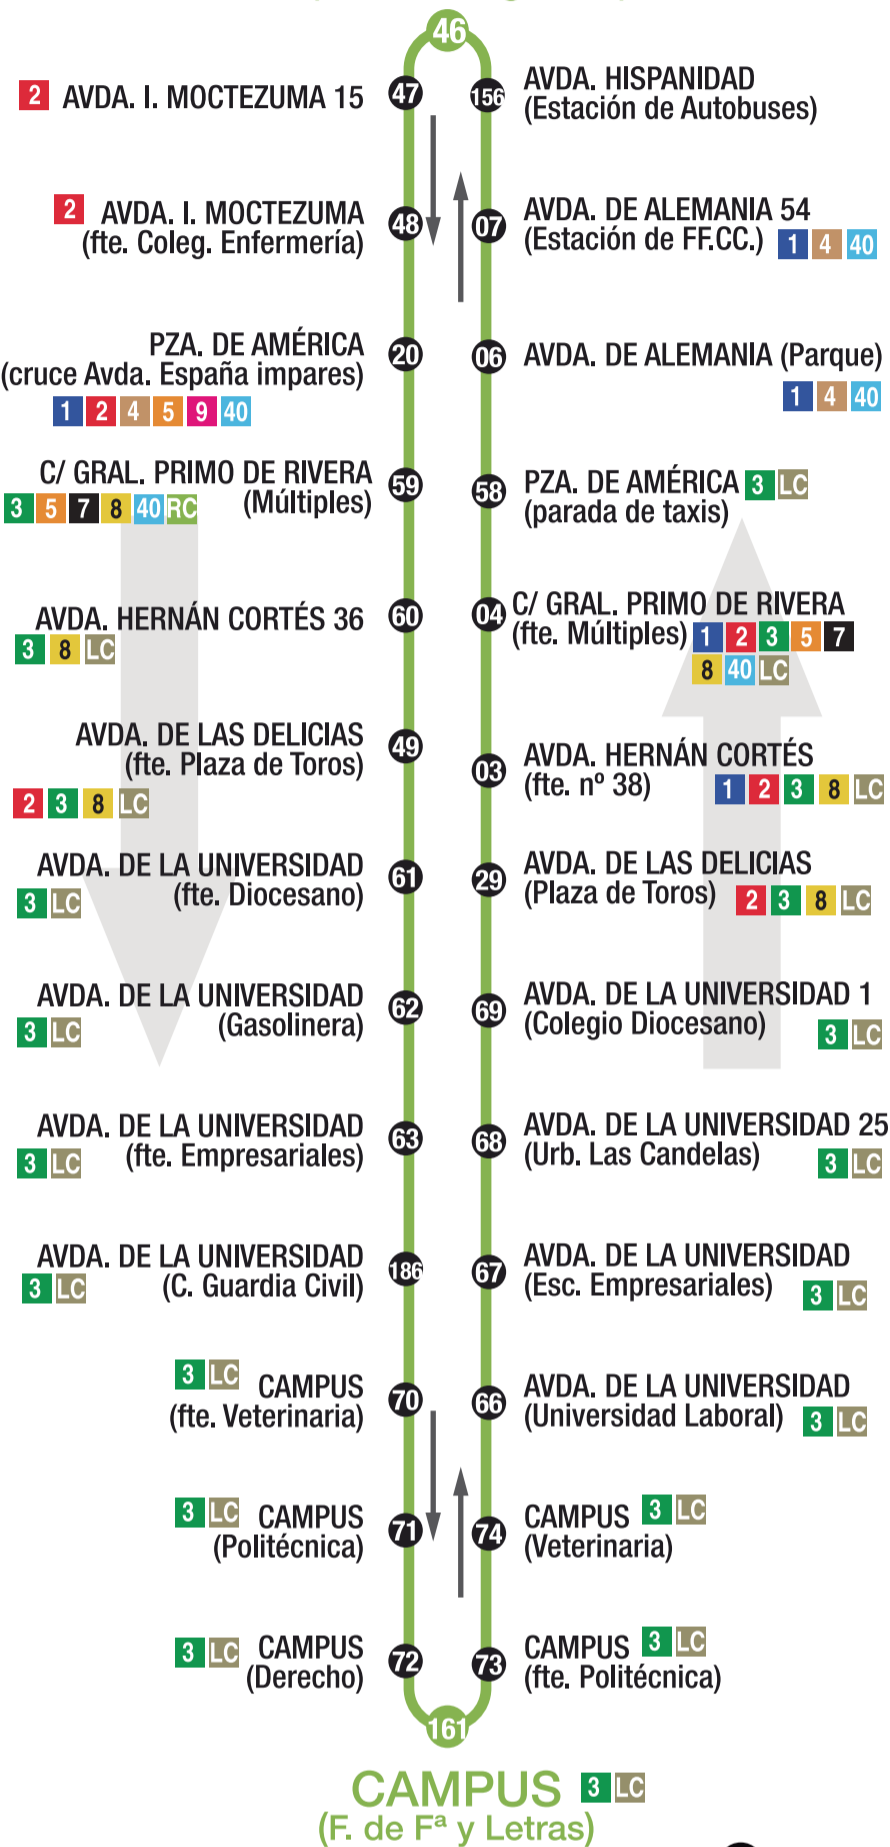 46
2 AVDA. I. MOCTEZUMA 15 47
156 AVDA. HISPANIDAD
(Estación de Autobuses)
2 AVDA. I. MOCTEZUMA 48
(fte. Coleg. Enfermería)
07 AVDA. DE ALEMANIA 54
(Estación de FF.CC.) 1 4 40
PZA. DE AMÉRICA 20
(cruce Avda. España impares)
1 2 4 5 9 40
06 AVDA. DE ALEMANIA (Parque)
1 4 40
C/ GRAL. PRIMO DE RIVERA 59
3 5 7 8 40 RC (Múltiples)
58 PZA. DE AMÉRICA 3 LC
(parada de taxis)
AVDA. HERNÁN CORTÉS 36 60
3 8 LC
04 C/ GRAL. PRIMO DE RIVERA
(fte. Múltiples) 1 2 3 5 7
8 40 LC
AVDA. DE LAS DELICIAS 49
(fte. Plaza de Toros)
2 3 8 LC
03 AVDA. HERNÁN CORTÉS
(fte. nº 38) 1 2 3 8 LC
AVDA. DE LA UNIVERSIDAD 61
3 LC (fte. Diocesano)
29 AVDA. DE LAS DELICIAS
(Plaza de Toros) 2 3 8 LC
AVDA. DE LA UNIVERSIDAD 62
3 LC (Gasolinera)
69 AVDA. DE LA UNIVERSIDAD 1
(Colegio Diocesano) 3 LC
AVDA. DE LA UNIVERSIDAD 63
3 LC (fte. Empresariales)
68 AVDA. DE LA UNIVERSIDAD 25
(Urb. Las Candelas) 3 LC
AVDA. DE LA UNIVERSIDAD 186
3 LC (C. Guardia Civil)
67 AVDA. DE LA UNIVERSIDAD
(Esc. Empresariales) 3 LC
3 LC CAMPUS 70
(fte. Veterinaria)
66 AVDA. DE LA UNIVERSIDAD
(Universidad Laboral) 3 LC
3 LC CAMPUS 71
(Politécnica)
74 CAMPUS 3 LC
(Veterinaria)
3 LC CAMPUS 72
(Derecho)
73 CAMPUS 3 LC
(fte. Politécnica)
161
CAMPUS 3 LC
(F. de Fª y Letras)